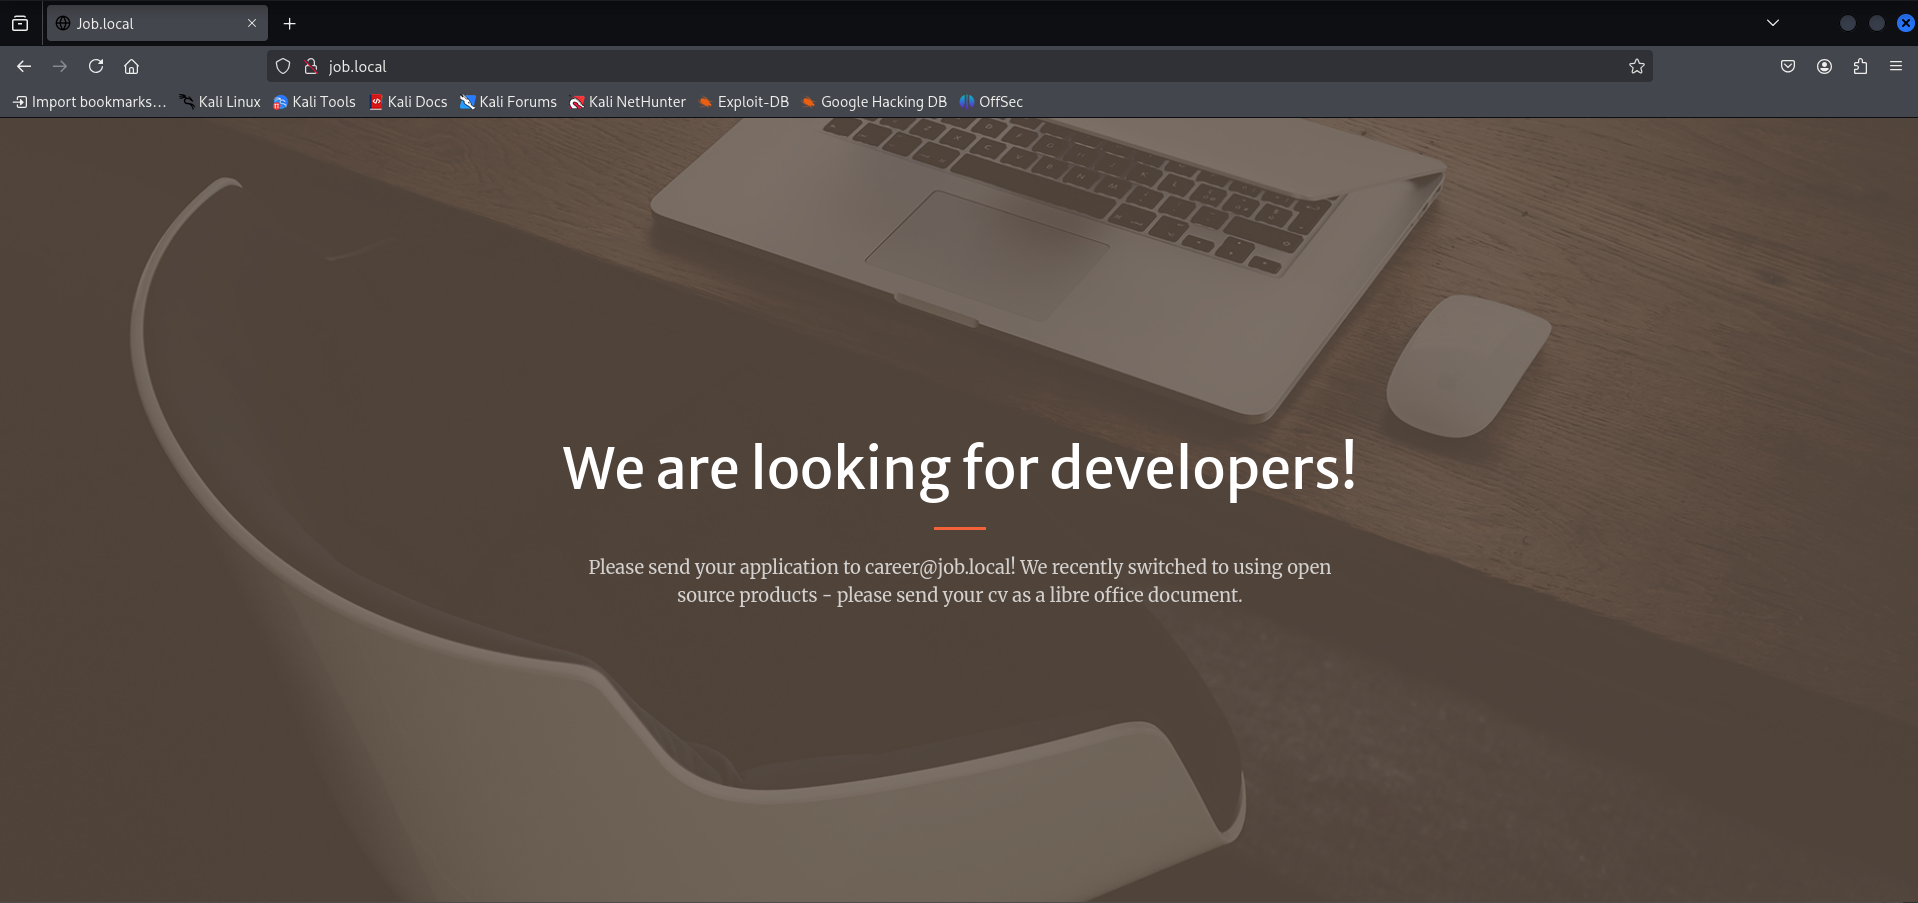 Job.local
job.local
Import bookmarks... Kali Linux Kali Tools Kali Docs Kali Forums Kali NetHunter Exploit-DB Google Hacking DB OffSec
We are looking for developers!
Please send your application to career@job.local! We recently switched to using open
source products - please send your cv as a libre office document.